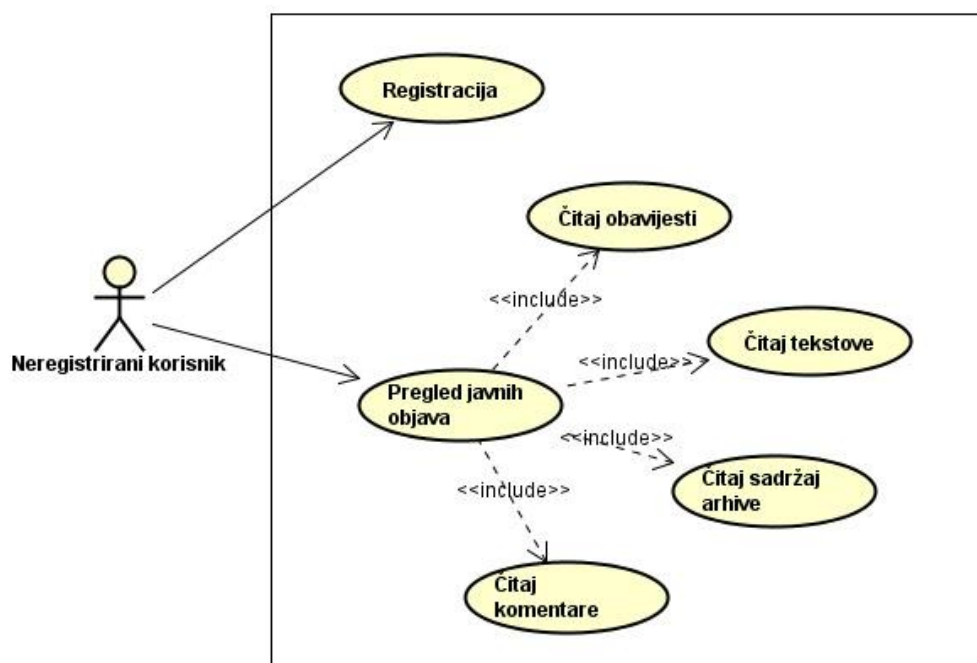 Registracija
Čitaj obavijesti
<<include>>
Neregistrirani korisnik
Čitaj tekstove
<<include>>
Pregled javnih
objava
<<include>>
Čitaj sadržaj
arhive
<<include>>
Čitaj
komentare